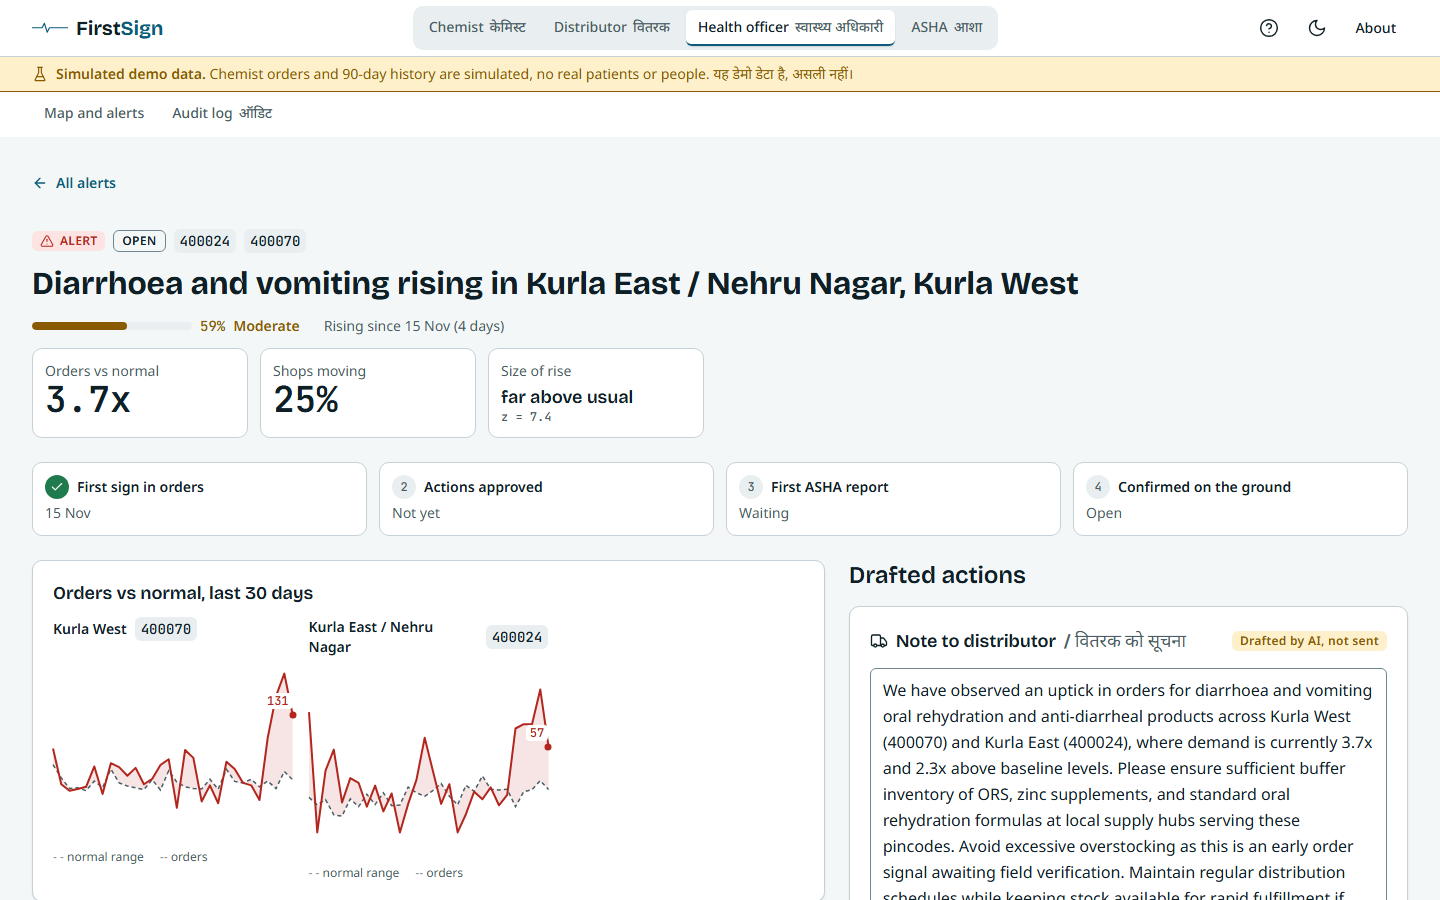 FirstSign
Chemist केमिस्ट
Distributor वितरक
Health officer स्वास्थ्य अधिकारी
ASHA आशा
About
Simulated demo data. Chemist orders and 90-day history are simulated, no real patients or people. यह डेमो डेटा है, असली नहीं।
Map and alerts
Audit log ऑडिट
All alerts
ALERT
OPEN
400024
400070
Diarrhoea and vomiting rising in Kurla East / Nehru Nagar, Kurla West
59% Moderate
Rising since 15 Nov (4 days)
Orders vs normal
3.7x
Shops moving
25%
Size of rise
far above usual
z = 7.4
First sign in orders
15 Nov
2 Actions approved
Not yet
3 First ASHA report
Waiting
4 Confirmed on the ground
Open
Orders vs normal, last 30 days
Kurla West 400070
131
- - normal range -- orders
Kurla East / Nehru
Nagar
400024
57
- - normal range -- orders
Drafted actions
Note to distributor / वितरक को सूचना
Drafted by AI, not sent
We have observed an uptick in orders for diarrhoea and vomiting
oral rehydration and anti-diarrheal products across Kurla West
(400070) and Kurla East (400024), where demand is currently 3.7x
and 2.3x above baseline levels. Please ensure sufficient buffer
inventory of ORS, zinc supplements, and standard oral
rehydration formulas at local supply hubs serving these
pincodes. Avoid excessive overstocking as this is an early order
signal awaiting field verification. Maintain regular distribution
schedules while keeping stock available for rapid fulfillment if